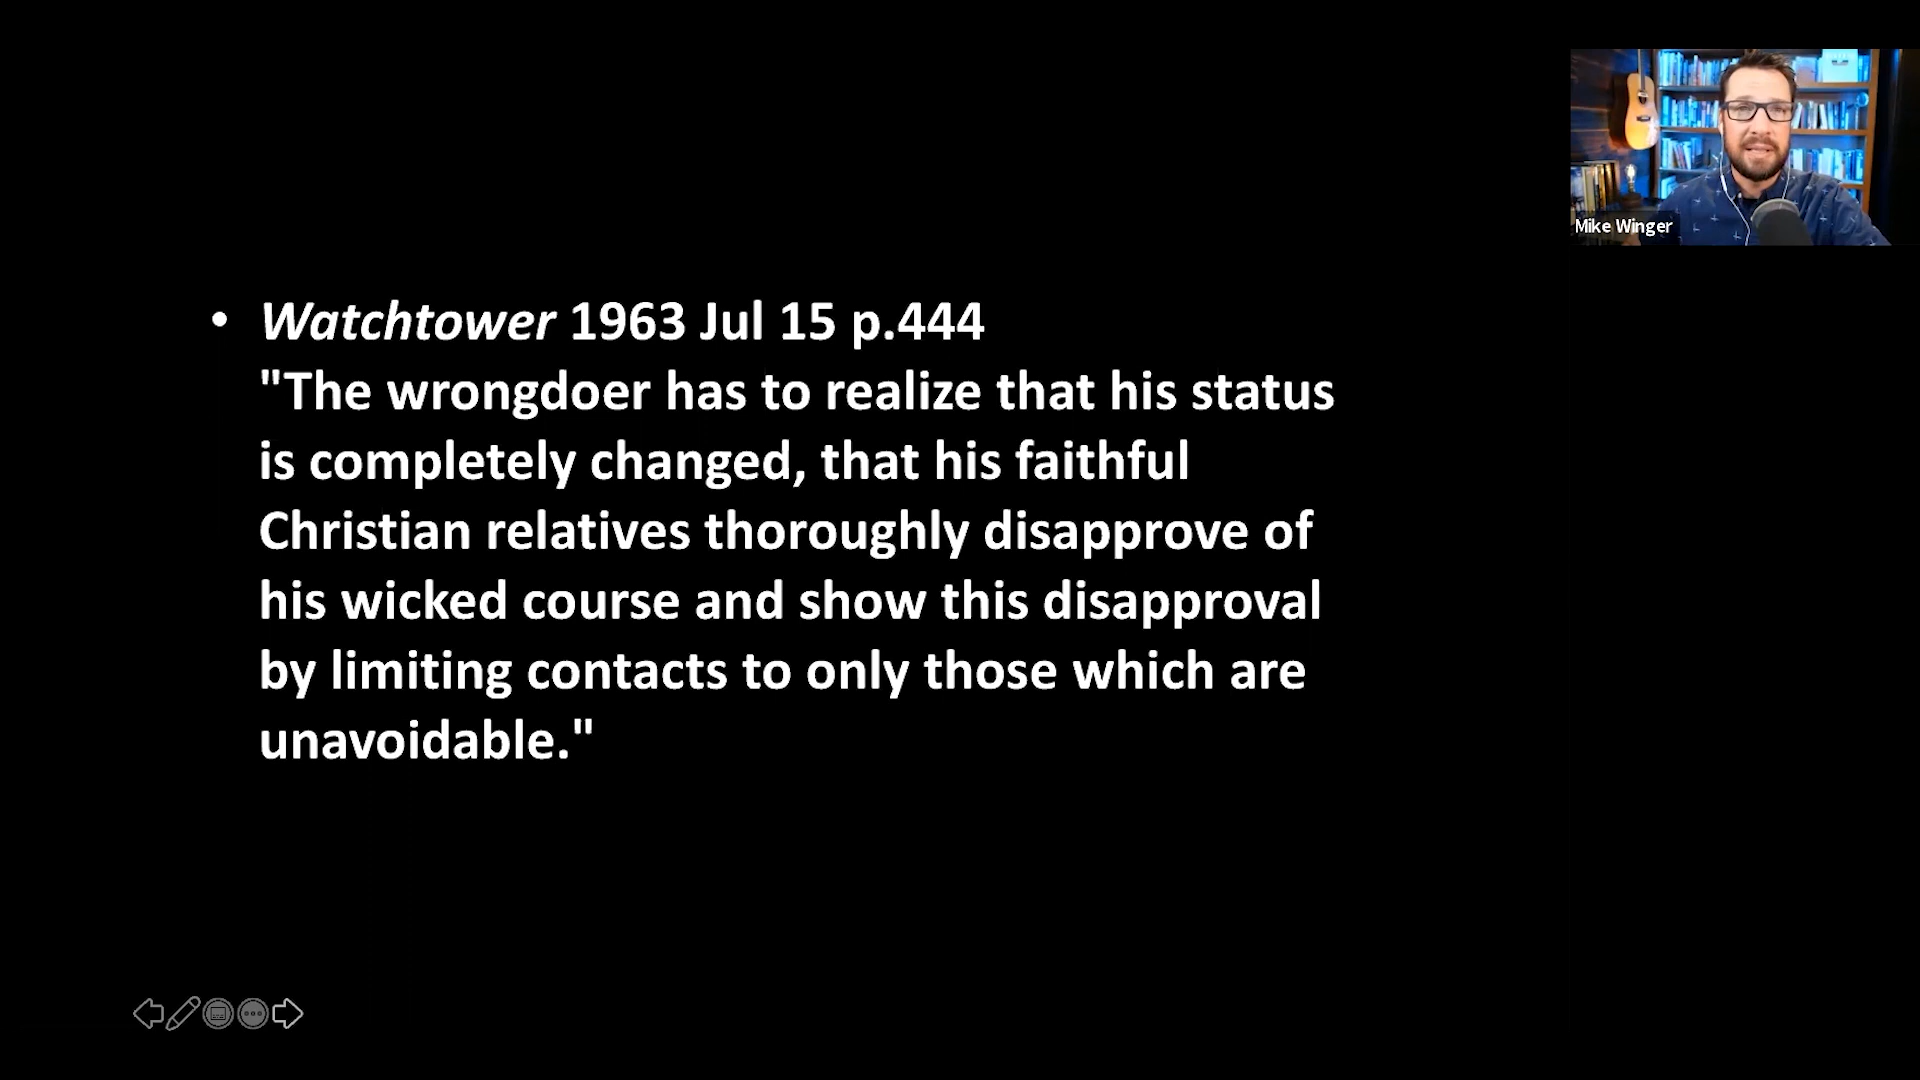 Mike Winger
• Watchtower 1963 Jul 15 p.444
"The wrongdoer has to realize that his status
is completely changed, that his faithful
Christian relatives thoroughly disapprove of
his wicked course and show this disapproval
by limiting contacts to only those which are
unavoidable."